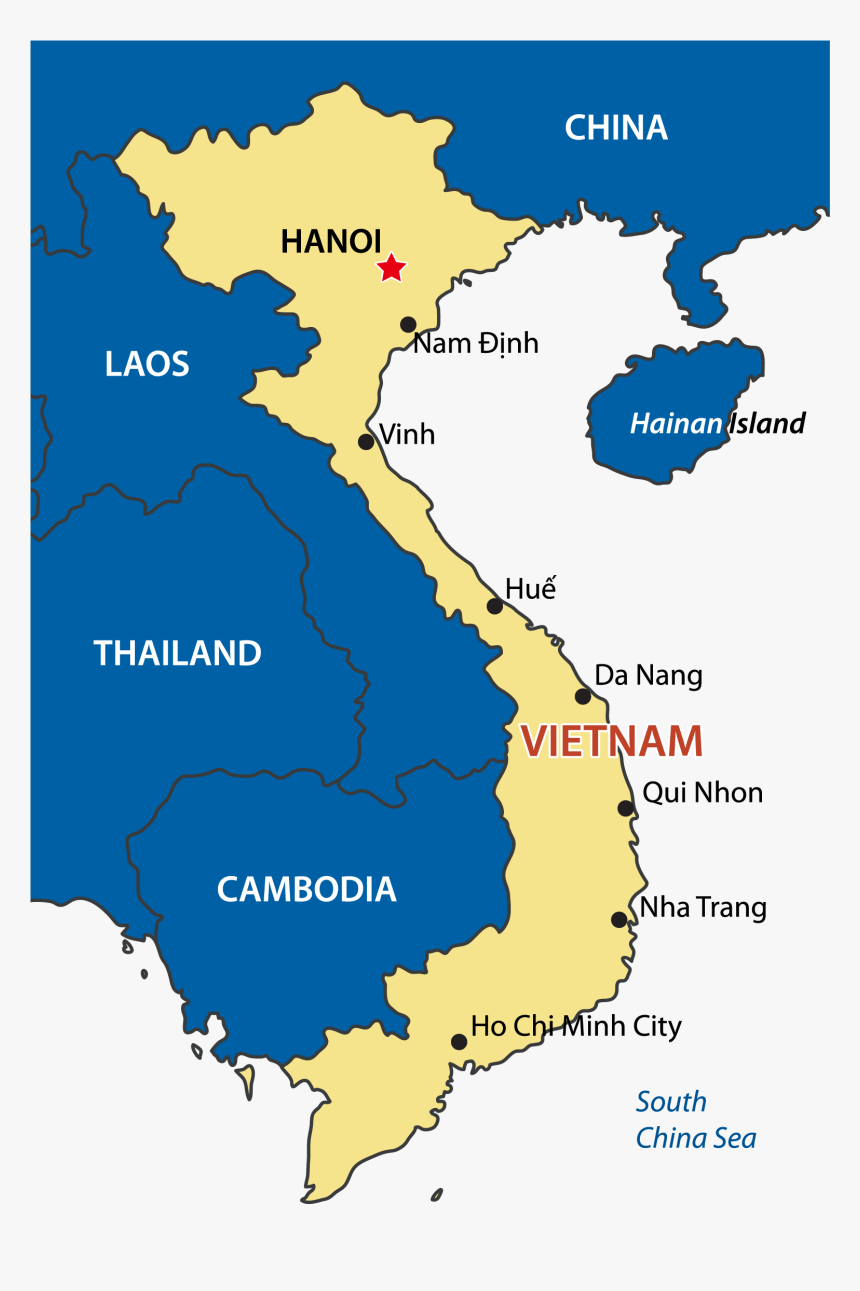 CHINA
HANOI
Nam Định
LAOS
Hainan Island
Vinh
Huế
THAILAND
Da Nang
VIETNAM
Qui Nhon
CAMBODIA
Nha Trang
Ho Chi Minh City
South
China Sea